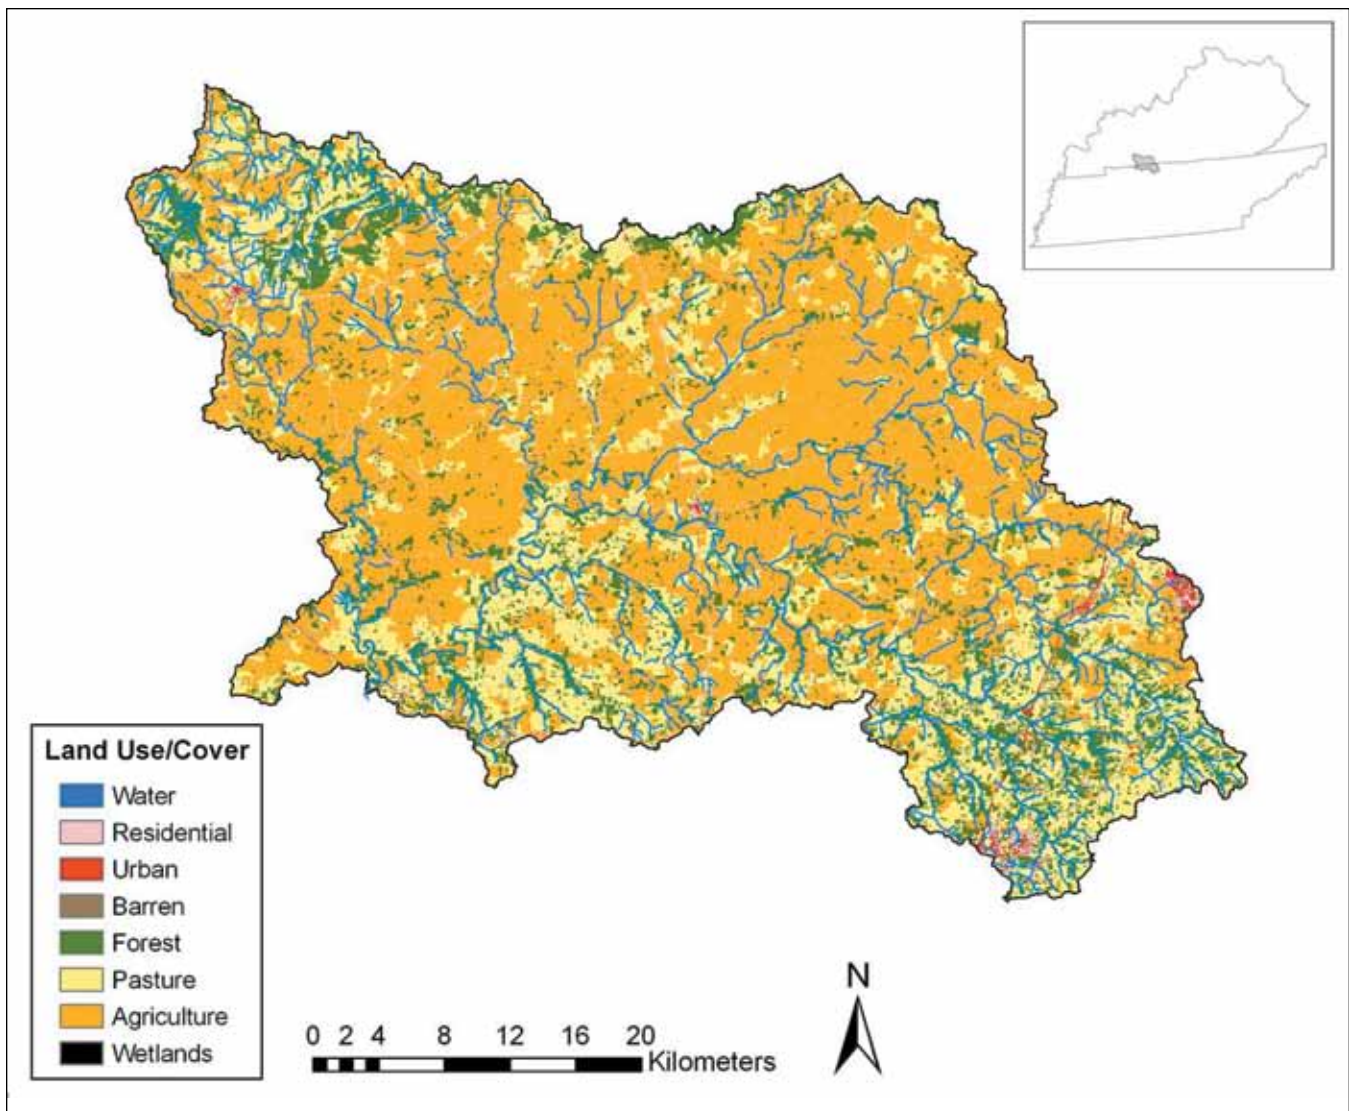 Land Use/Cover
Water
Residential
Urban
Barren
Forest
Pasture
Agriculture
Wetlands
N
0 2 4 8 12 16 20
Kilometers